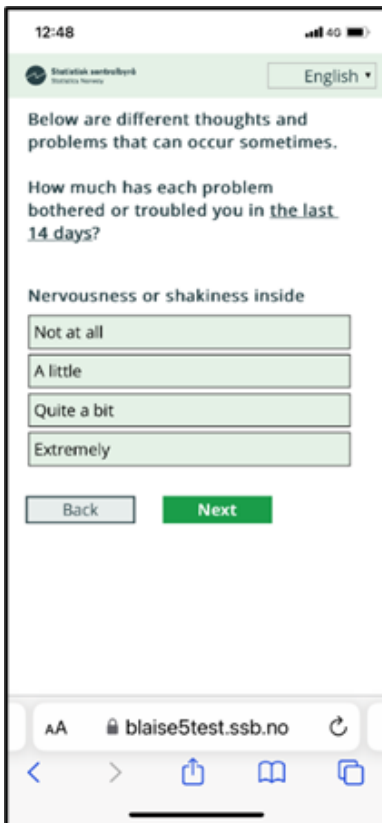 12:48
4G
Statistisk sentralbyrå
Statistics Norway
English
Below are different thoughts and
problems that can occur sometimes.
How much has each problem
bothered or troubled you in the last
14 days?
Nervousness or shakiness inside
Not at all
A little
Quite a bit
Extremely
Back
Next
AA
blaise5test.ssb.no